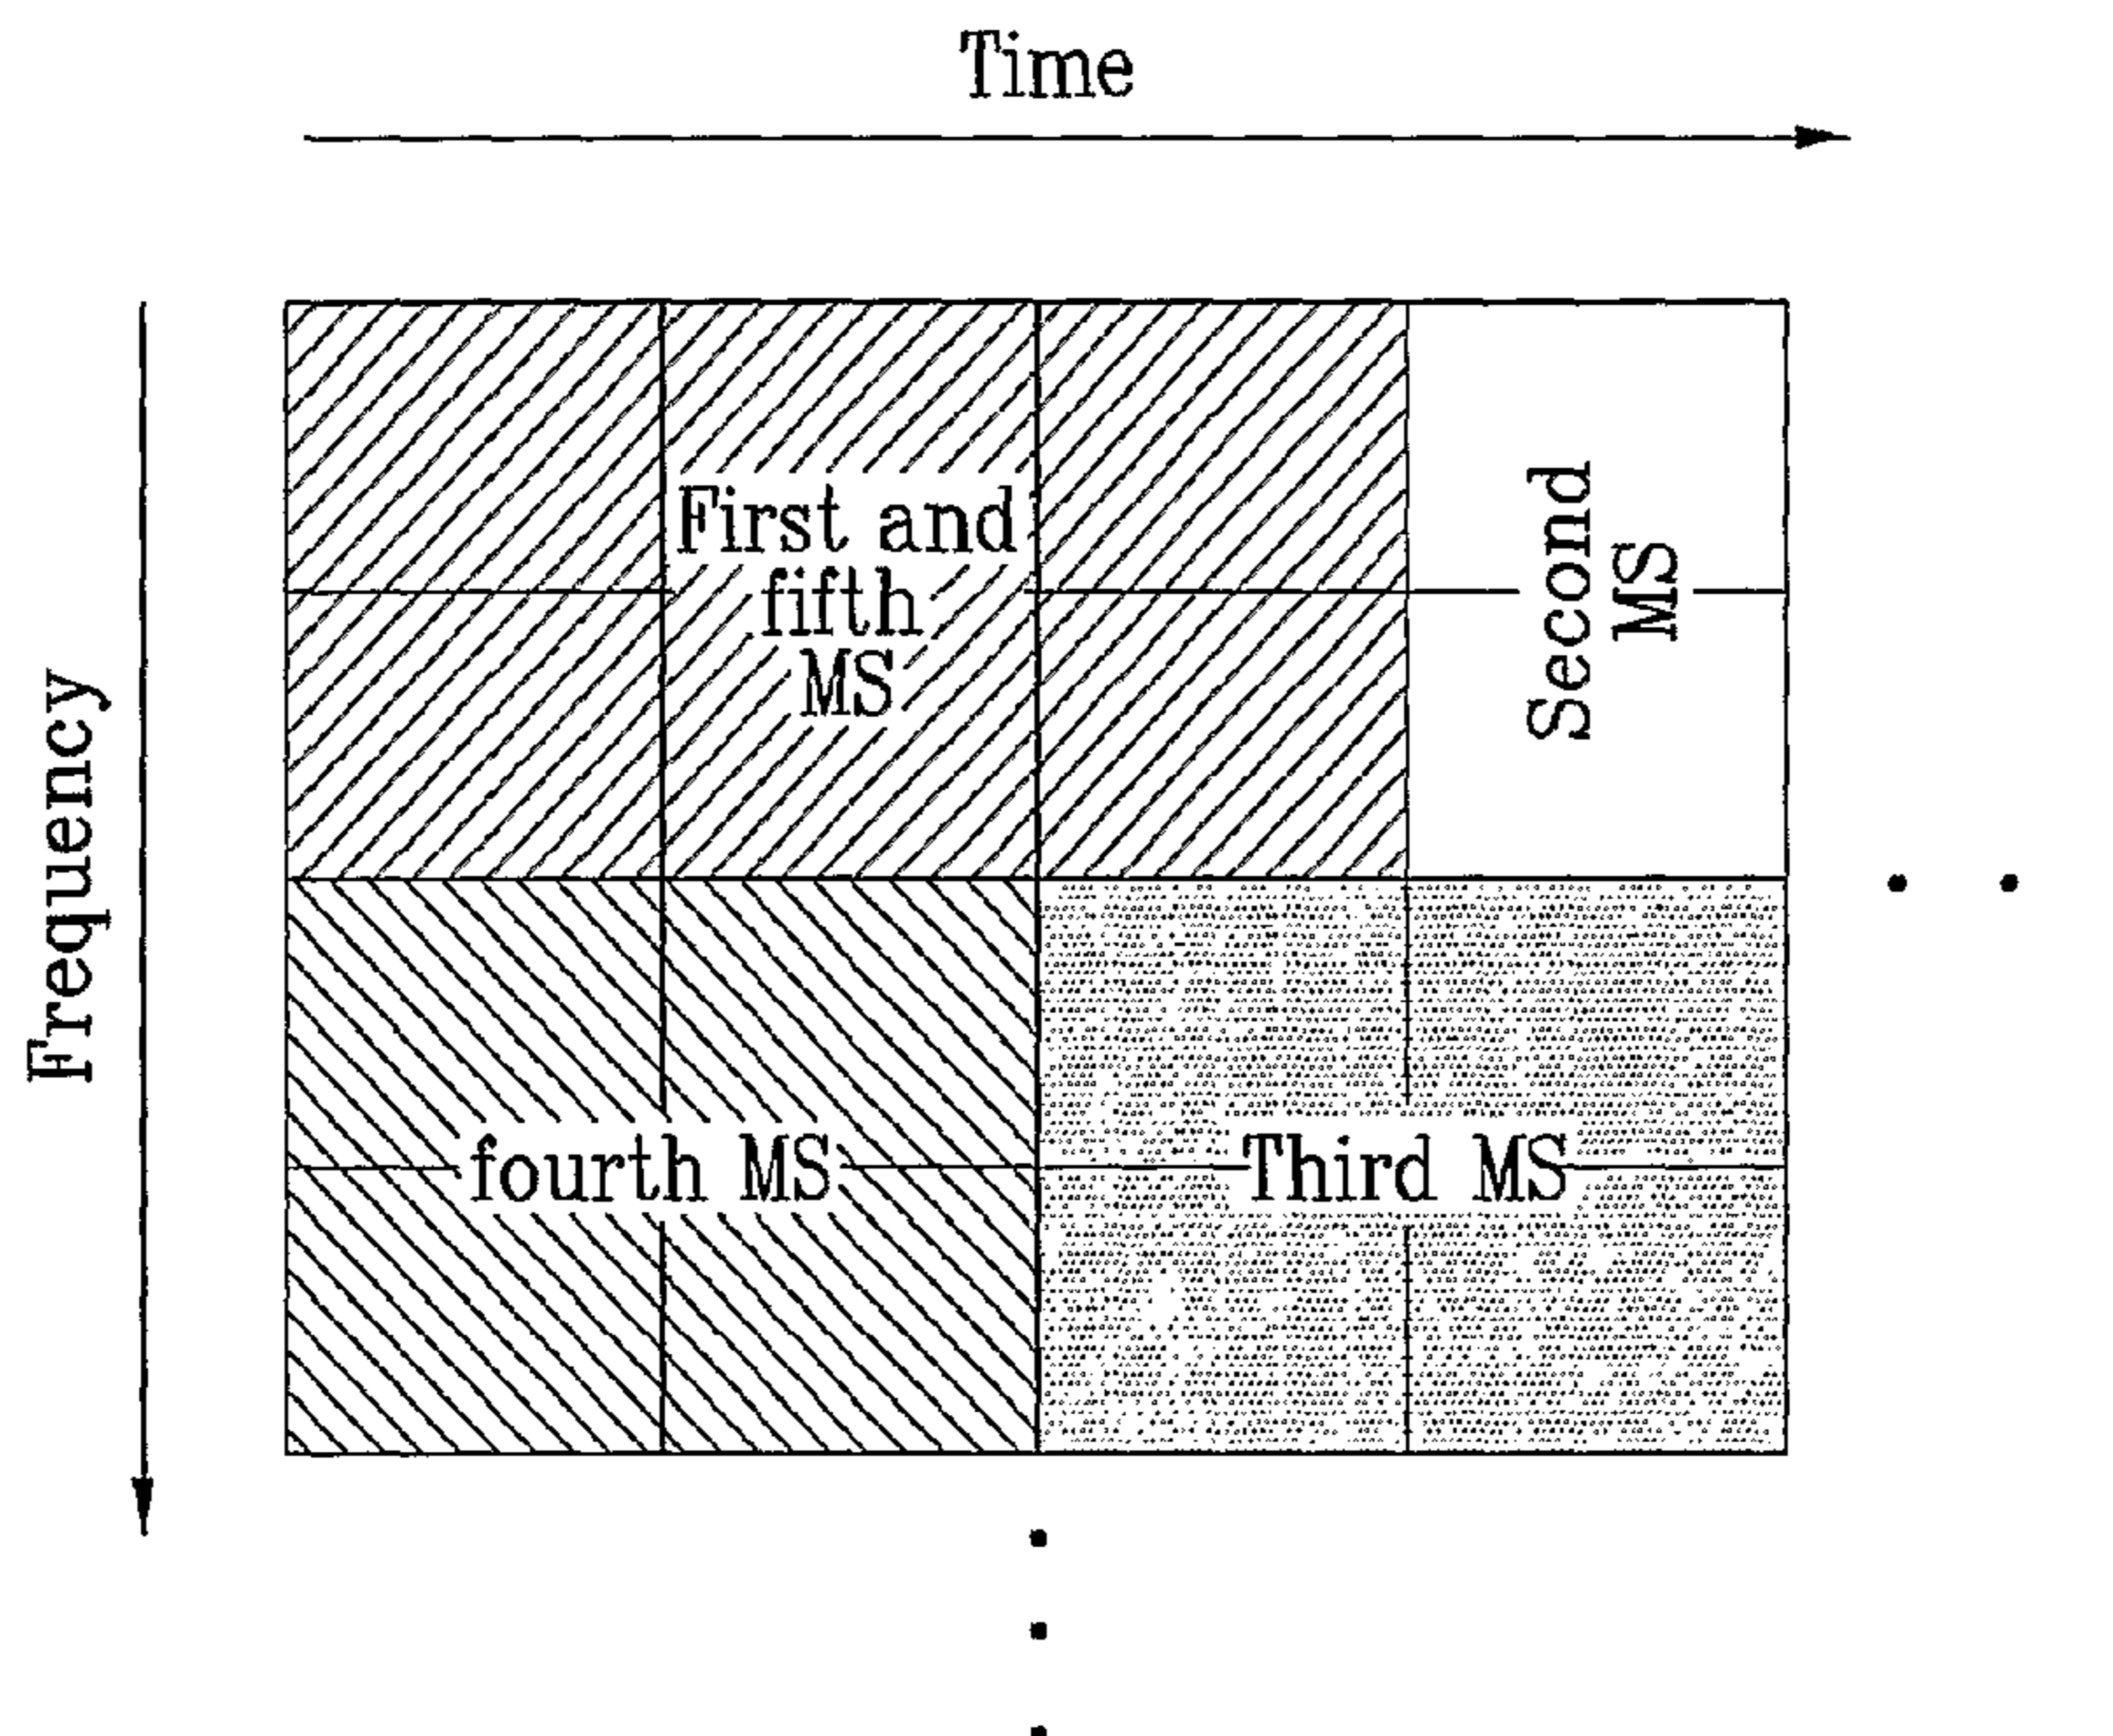 Time
Frequency
First and
fifth
MS
Second
MS
fourth MS
Third MS